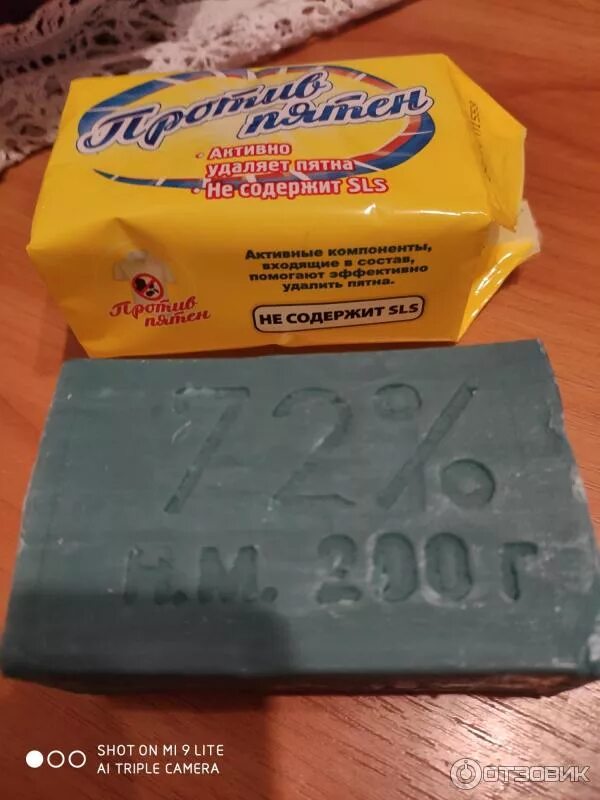 Против
пятен
• Активно
удаляет пятна
• Не содержит SLS
Активные компоненты,
входящие в состав,
помогают эффективно
удалить пятна.
Против
пятен
НЕ СОДЕРЖИТ SLS
72%
Н.М. 200 г
SHOT ON MI 9 LITE
AI TRIPLE CAMERA
ОТЗОВИК